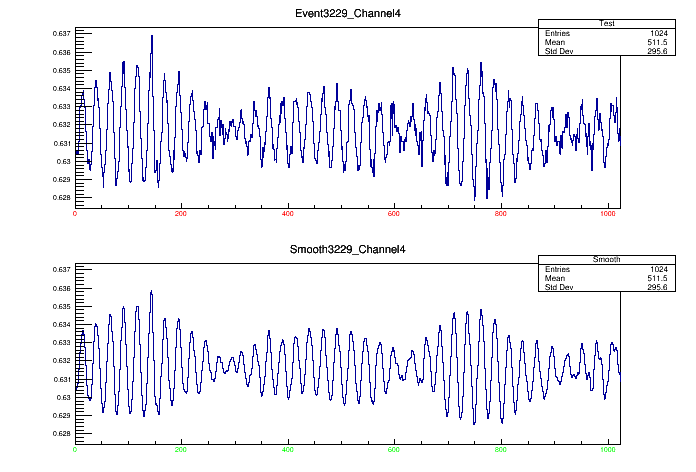 Event3229_Channel4
Test
Entries 1024
Mean 511.5
Std Dev 295.6
0.637
0.636
0.635
0.634
0.633
0.632
0.631
0.63
0.629
0.628
0 200 400 600 800 1000
Smooth3229_Channel4
Smooth
Entries 1024
Mean 511.5
Std Dev 295.6
0.637
0.636
0.635
0.634
0.633
0.632
0.631
0.63
0.629
0.628
0 200 400 600 800 1000